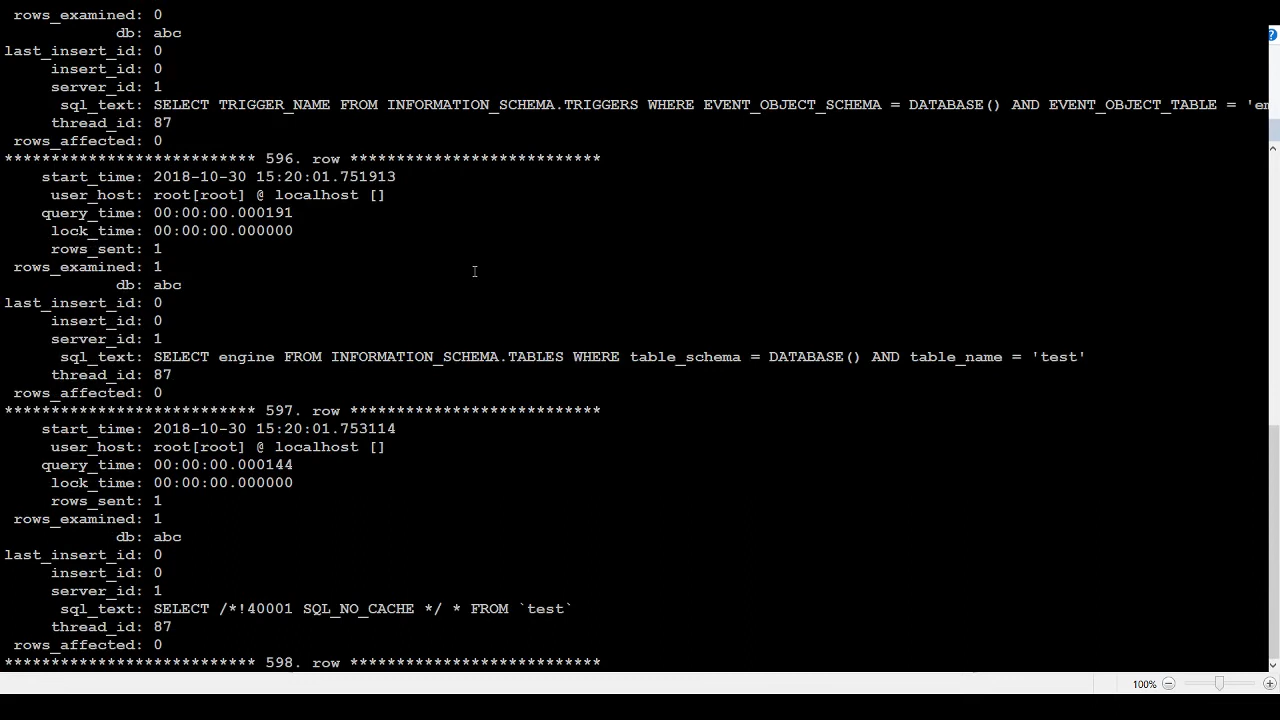 rows_examined: 0
db: abc
last_insert_id: 0
insert_id: 0
server_id: 1
sql_text: SELECT TRIGGER_NAME FROM INFORMATION_SCHEMA.TRIGGERS WHERE EVENT_OBJECT_SCHEMA = DATABASE() AND EVENT_OBJECT_TABLE =
thread_id: 87
rows_affected: 0
*************************** 596. row ***************************
start_time: 2018-10-30 15:20:01.751913
user_host: root[root] @ localhost []
query_time: 00:00:00.000191
lock_time: 00:00:00.000000
rows_sent: 1
rows_examined: 1
db: abc
last_insert_id: 0
insert_id: 0
server_id: 1
sql_text: SELECT engine FROM INFORMATION_SCHEMA.TABLES WHERE table_schema = DATABASE() AND table_name = 'test'
thread_id: 87
rows_affected: 0
*************************** 597. row ***************************
start_time: 2018-10-30 15:20:01.753114
user_host: root[root] @ localhost []
query_time: 00:00:00.000144
lock_time: 00:00:00.000000
rows_sent: 1
rows_examined: 1
db: abc
last_insert_id: 0
insert_id: 0
server_id: 1
sql_text: SELECT /*!40001 SQL_NO_CACHE */ * FROM `test`
thread_id: 87
rows_affected: 0
*************************** 598. row ***************************
100%